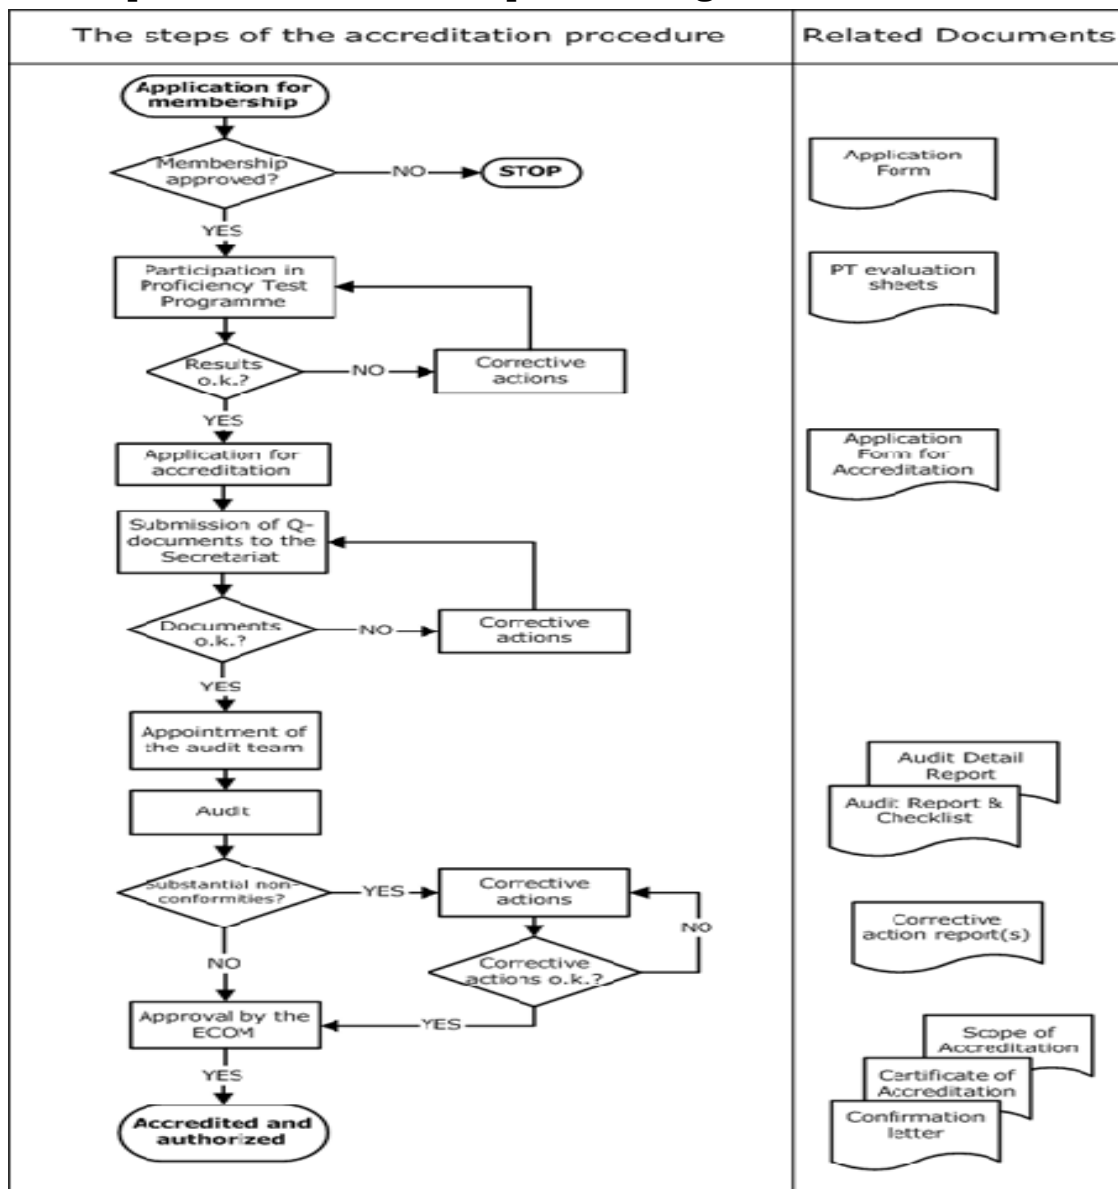 The steps of the accreditation procedure
Related Documents
Application for
membership
Membership
approved?
NO
STOP
Application
Form
YES
Participation in
Proficiency Test
Programme
PT evaluation
sheets
Results
o.k.?
NO
Corrective
actions
YES
Application for
accreditation
Application
Form for
Accreditation
Submission of Q-
documents to the
Secretariat
Documents
o.k.?
NO
Corrective
actions
YES
Appointment of
the audit team
Audit Detail
Report
Audit
Audit Report &
Checklist
Substantial non-
conformities?
YES
Corrective
actions
NO
Corrective
action report(s)
NO
Corrective
actions o.k.?
Approval by the
ECOM
YES
Scope of
Accreditation
YES
Certificate of
Accreditation
Accredited and
authorized
Confirmation
letter